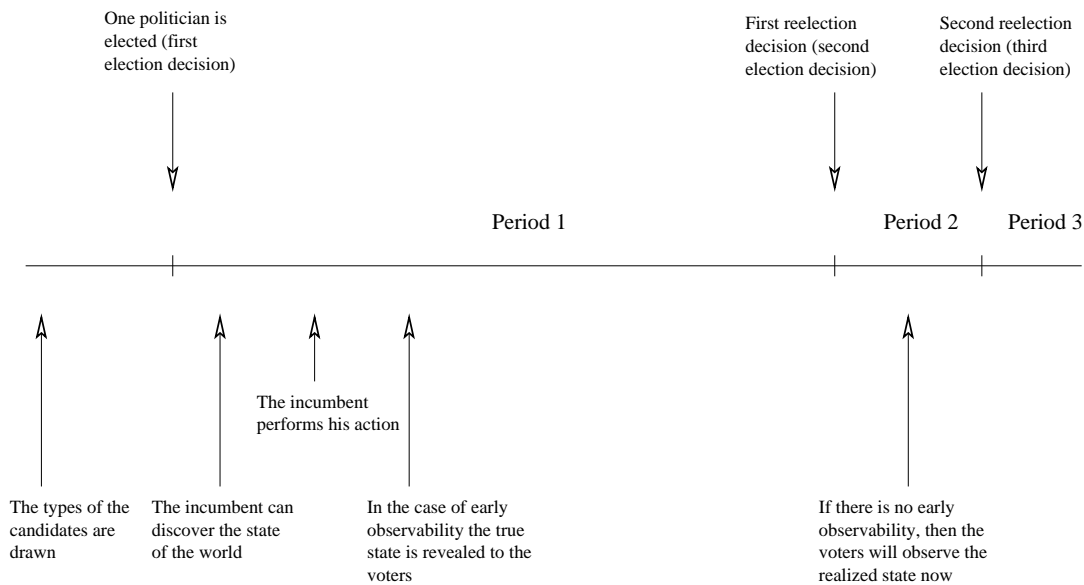 One politician is
elected (first
election decision)
First reelection
decision (second
election decision)
Second reelection
decision (third
election decision)
Period 1
Period 2
Period 3
The incumbent
performs his action
The types of the
candidates are
drawn
The incumbent can
discover the state
of the world
In the case of early
observability the true
state is revealed to the
voters
If there is no early
observability, then the
voters will observe the
realized state now